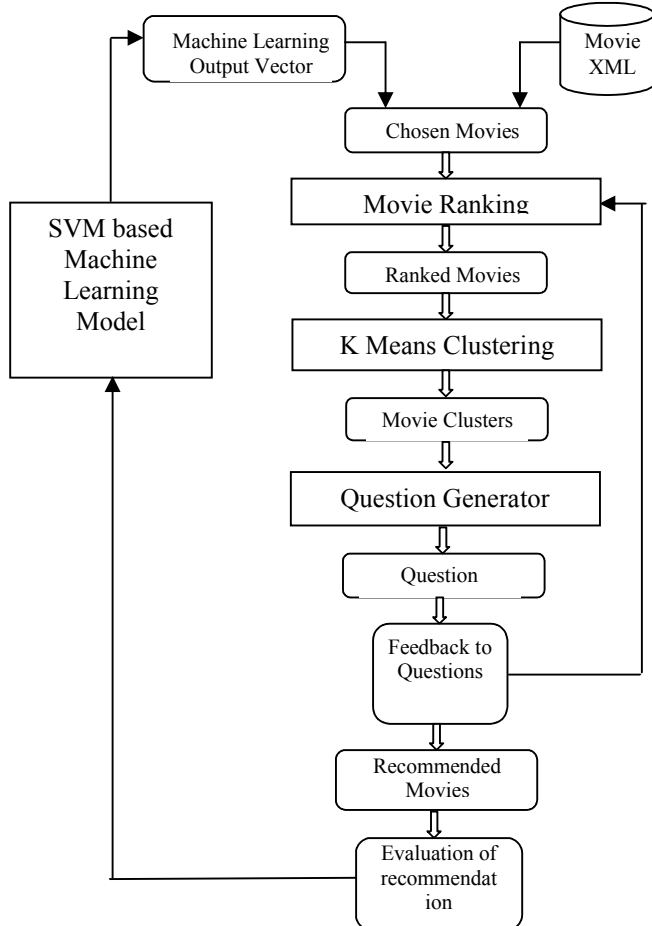 Machine Learning
Output Vector
Movie
XML
Chosen Movies
Movie Ranking
SVM based
Machine
Learning
Model
Ranked Movies
K Means Clustering
Movie Clusters
Question Generator
Question
Feedback to
Questions
Recommended
Movies
Evaluation of
recommendat
ion